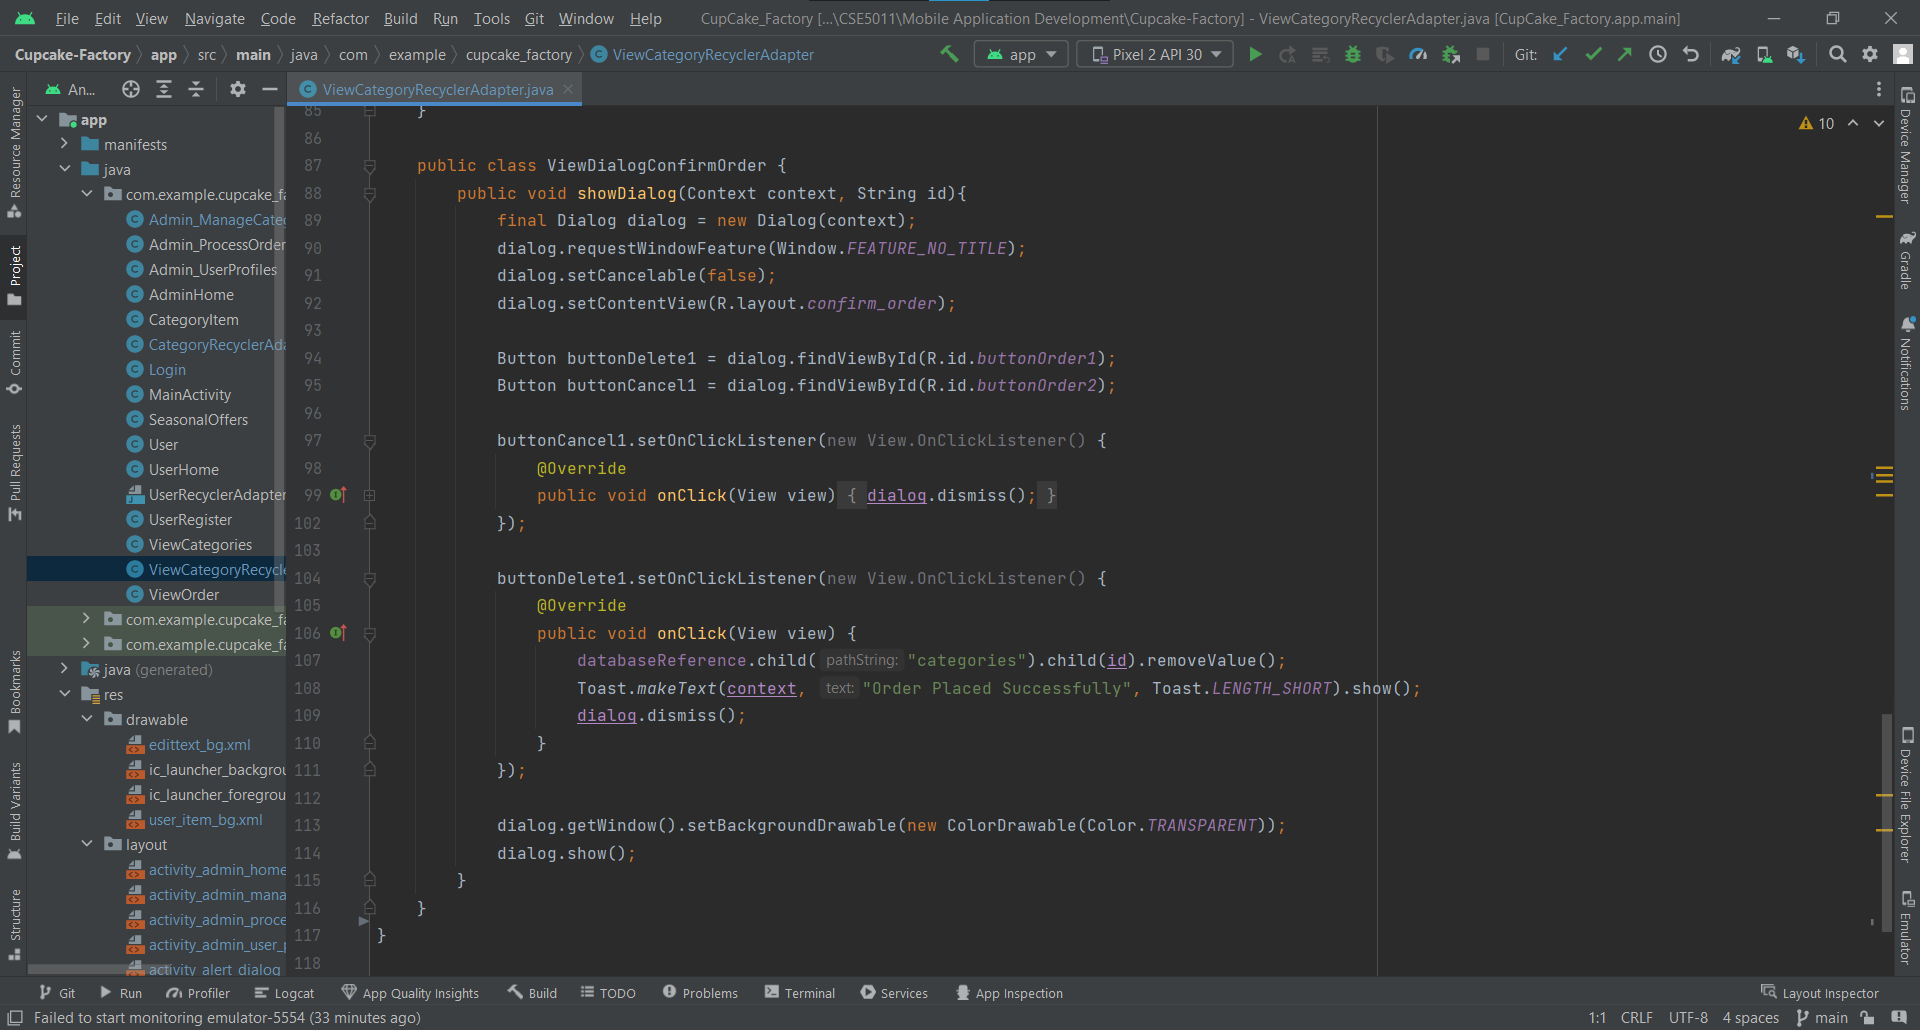 File Edit View Navigate Code Refactor Build Run Tools Git Window Help CupCake_Factory [...\CSE5011\Mobile Application Development\Cupcake-Factory] - ViewCategoryRecyclerAdapter.java [CupCake_Factory.app.main]
Cupcake-Factory app src main java com example cupcake_factory ViewCategoryRecyclerAdapter app Pixel 2 API 30 Git:
An... ViewCategoryRecyclerAdapter.java
Resource Manager
Project
Commit
Pull Requests
Bookmarks
Build Variants
Structure
app
manifests
java
com.example.cupcake_fa
Admin_ManageCateg
Admin_ProcessOrder
Admin_UserProfiles
AdminHome
CategoryItem
CategoryRecyclerAda
Login
MainActivity
SeasonalOffers
User
UserHome
UserRecyclerAdapter
UserRegister
ViewCategories
ViewCategoryRecycle
ViewOrder
com.example.cupcake_fa
com.example.cupcake_fa
java (generated)
res
drawable
edittext_bg.xml
ic_launcher_backgrou
ic_launcher_foregrou
user_item_bg.xml
layout
activity_admin_home
activity_admin_mana
activity_admin_proce
activity_admin_user_p
activity_alert_dialog
10
85 }
86
87 public class ViewDialogConfirmOrder {
88 public void showDialog(Context context, String id){
89 final Dialog dialog = new Dialog(context);
90 dialog.requestWindowFeature(Window.FEATURE_NO_TITLE);
91 dialog.setCancelable(false);
92 dialog.setContentView(R.layout.confirm_order);
93
94 Button buttonDelete1 = dialog.findViewById(R.id.buttonOrder1);
95 Button buttonCancel1 = dialog.findViewById(R.id.buttonOrder2);
96
97 buttonCancel1.setOnClickListener(new View.OnClickListener() {
98 @Override
99 public void onClick(View view) { dialog.dismiss(); }
102 });
103
104 buttonDelete1.setOnClickListener(new View.OnClickListener() {
105 @Override
106 public void onClick(View view) {
107 databaseReference.child( pathString: "categories").child(id).removeValue();
108 Toast.makeText(context, text: "Order Placed Successfully", Toast.LENGTH_SHORT).show();
109 dialog.dismiss();
110 }
111 });
112
113 dialog.getWindow().setBackgroundDrawable(new ColorDrawable(Color.TRANSPARENT));
114 dialog.show();
115 }
116 }
117 }
118
Device Manager
Gradle
Notifications
Device File Explorer
Emulator
Git Run Profiler Logcat App Quality Insights Build TODO Problems Terminal Services App Inspection Layout Inspector
Failed to start monitoring emulator-5554 (33 minutes ago) 1:1 CRLF UTF-8 4 spaces main